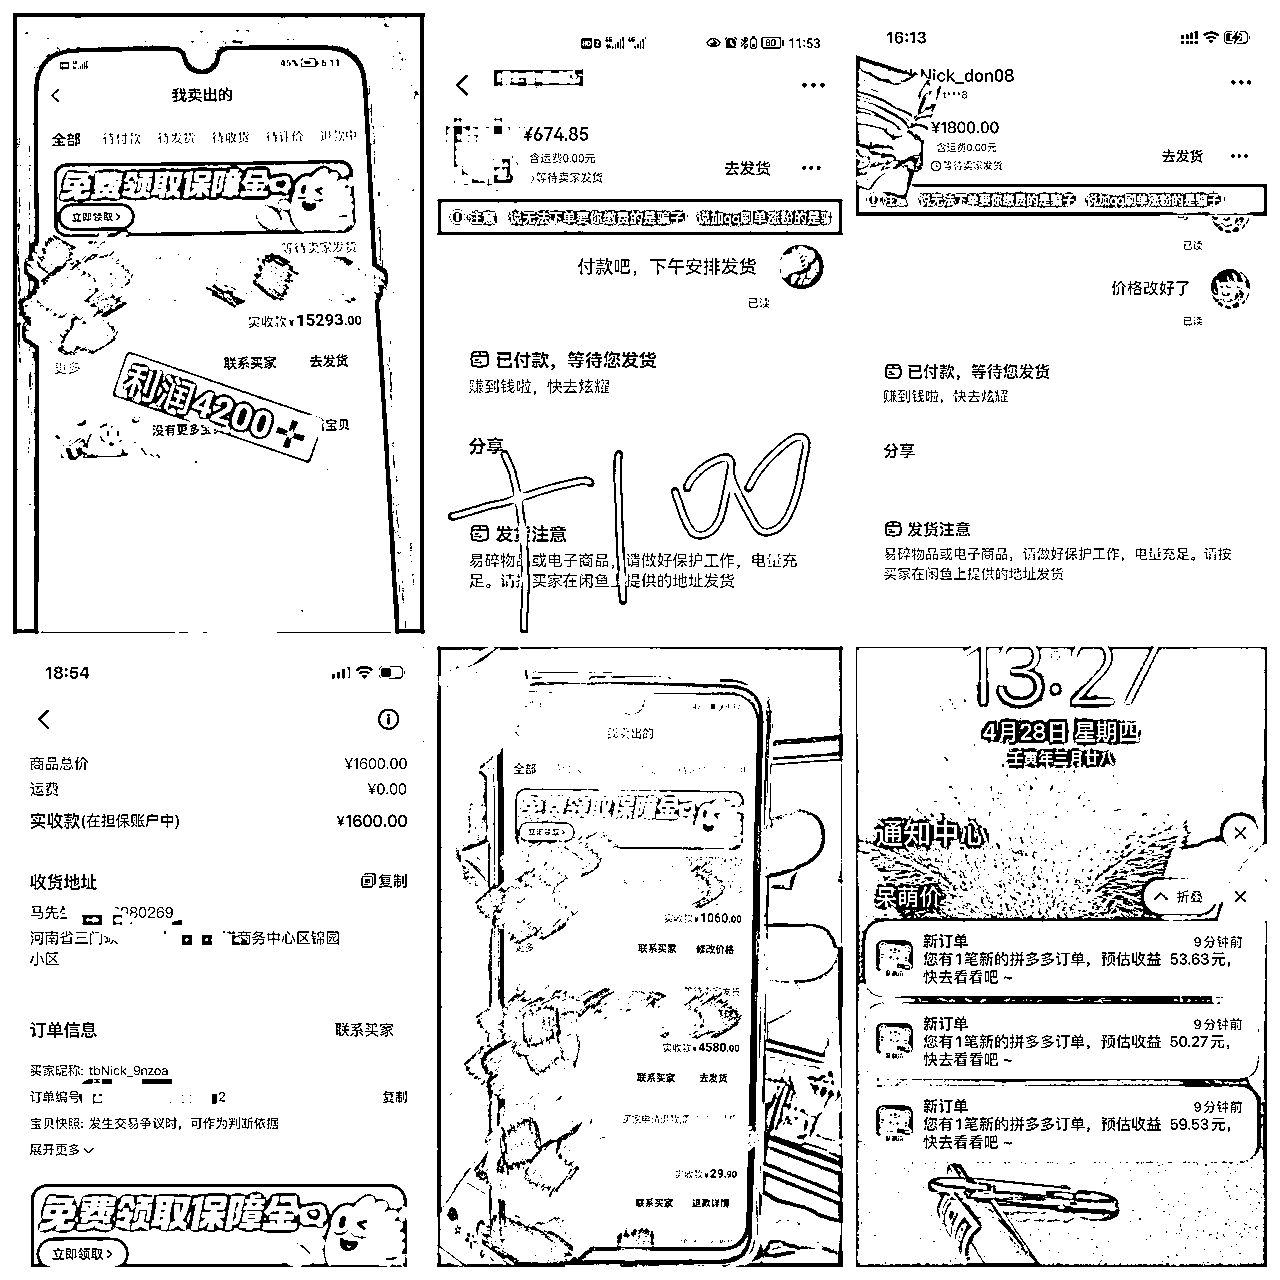 我卖出的
全部 待付款 待发货 待收货 待评价 退款中
免费领取保障金
立即领取>
等待卖家发货
实收款¥15293.00
更多 联系买家 去发货
利润4200+
没有更多宝
宝贝
11:53
¥674.85
含运费0.00元
等待卖家发货
去发货
注意 说无法下单要你缴费的是骗子 说加qq刷单涨粉的是骗
付款吧，下午安排发货
已读
已付款，等待您发货
赚到钱啦，快去炫耀
分享
发货注意
易碎物品或电子商品，请做好保护工作，电量充
足。请按买家在闲鱼上提供的地址发货
16:13
Nick_don08
¥1800.00
含运费0.00元
等待卖家发货
去发货
注意 说无法下单要你缴费的是骗子 说加qq刷单涨粉的是骗子
已读
价格改好了
已读
已付款，等待您发货
赚到钱啦，快去炫耀
分享
发货注意
易碎物品或电子商品，请做好保护工作，电量充足。请按
买家在闲鱼上提供的地址发货
18:54
商品总价 ¥1600.00
运费 ¥0.00
实收款(在担保账户中) ¥1600.00
收货地址 复制
马先 080269
河南省三门 商务中心区锦园
小区
订单信息 联系买家
买家昵称: tbNick_9nzoa
订单编号 2 复制
宝贝快照: 发生交易争议时，可作为判断依据
展开更多
免费领取保障金
立即领取>
我卖出的
全部
免费领取保障金
立即领取>
实收款¥1060.00
更多 联系买家 修改价格
等待卖家发货
实收款¥4580.00
联系买家 去发货
实收款¥29.90
联系买家 退款详情
13:27
4月28日 星期四
壬寅年三月廿八
通知中心
呆萌价 折叠
新订单 9分钟前
您有1笔新的拼多多订单，预估收益 53.63元，
快去看看吧~
新订单 9分钟前
您有1笔新的拼多多订单，预估收益 50.27元，
快去看看吧~
新订单 9分钟前
您有1笔新的拼多多订单，预估收益 59.53元，
快去看看吧~